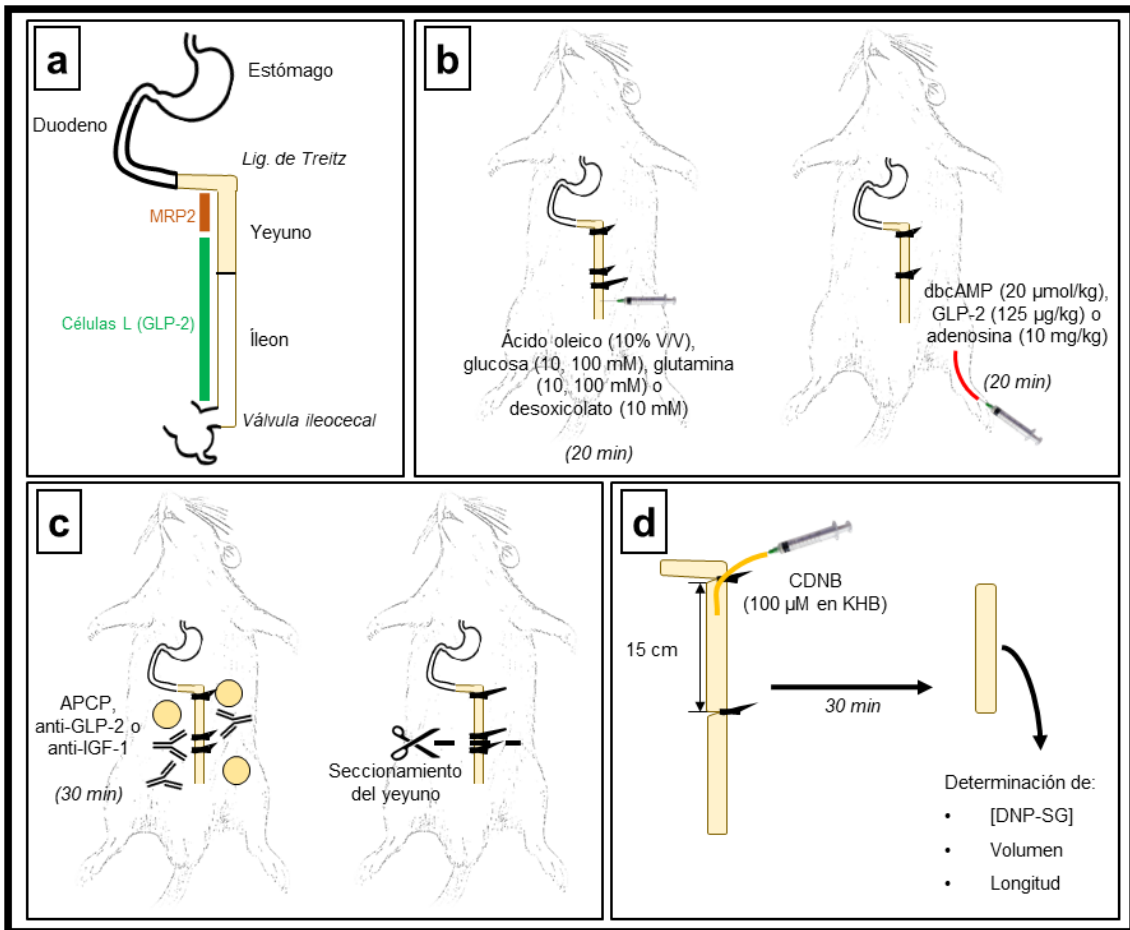 a
Estómago
Duodeno
Lig. de Treitz
MRP2
Yeyuno
Células L (GLP-2)
Íleon
Válvula ileocecal
b
Ácido oleico (10% V/V),
glucosa (10, 100 mM), glutamina
(10, 100 mM) o
desoxicolato (10 mM)
(20 min)
dbcAMP (20 µmol/kg),
GLP-2 (125 µg/kg) o
adenosina (10 mg/kg)
(20 min)
c
APCP,
anti-GLP-2 o
anti-IGF-1
(30 min)
Seccionamiento
del yeyuno
d
CDNB
(100 µM en KHB)
15 cm
30 min
Determinación de:
• [DNP-SG]
• Volumen
• Longitud